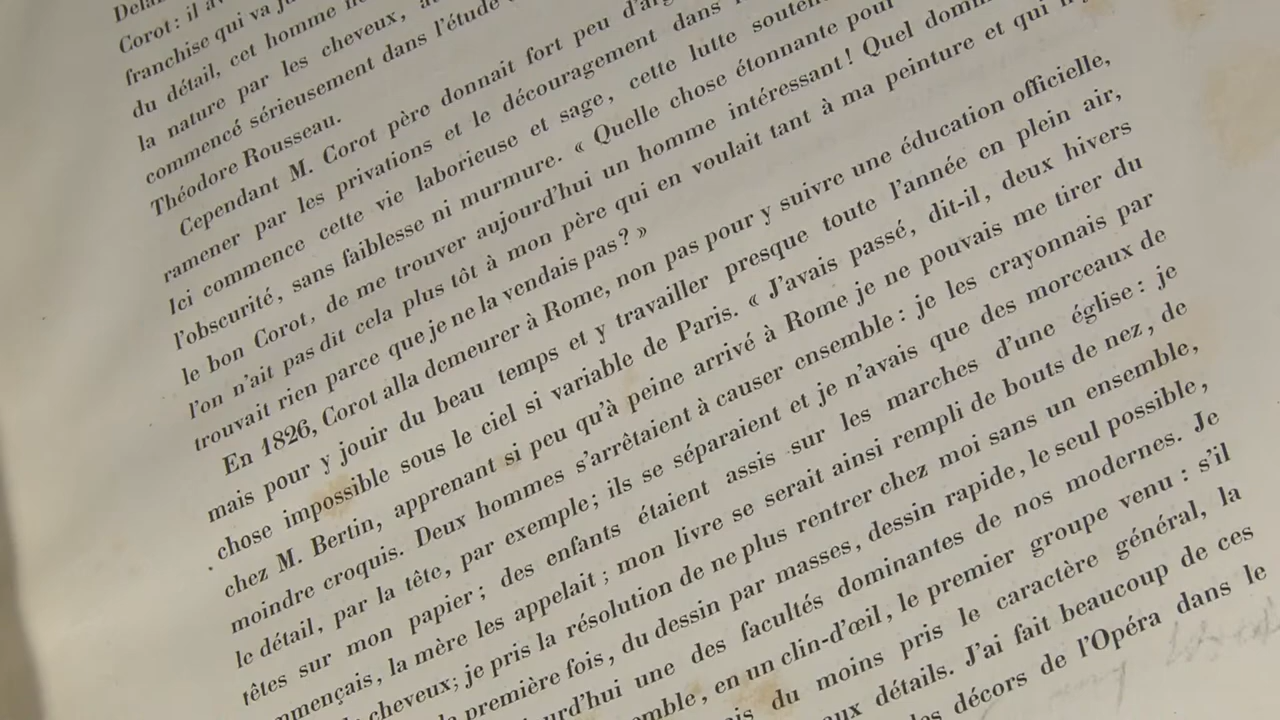 Corot : il
franchise qui va
du détail, cet homme
la nature par les cheveux,
commencé sérieusement dans l'étude
Théodore Rousseau.
Cependant M. Corot père donnait fort peu
ramener par les privations et le découragement dans
Ici commence cette vie laborieuse et sage, cette lutte
l'obscurité, sans faiblesse ni murmure. « Quelle chose étonnante pour
le bon Corot, de me trouver aujourd'hui un homme intéressant ! Quel
l'on n'ait pas dit cela plus tôt à mon père qui en voulait tant à ma peinture et qui
trouvait rien parce que je ne la vendais pas ? »
En 1826, Corot alla demeurer à Rome, non pas pour y suivre une éducation officielle,
mais pour y jouir du beau temps et y travailler presque toute l'année en plein air,
chose impossible sous le ciel si variable de Paris. « J'avais passé, dit-il, deux hivers
chez M. Bertin, apprenant si peu qu'à peine arrivé à Rome je ne pouvais me tirer du
moindre croquis. Deux hommes s'arrêtaient à causer ensemble : je les crayonnais par
le détail, par la tête, par exemple ; ils se séparaient et je n'avais que des morceaux de
têtes sur mon papier ; des enfants étaient assis sur les marches d'une église : je
mmençais, la mère les appelait ; mon livre se serait ainsi rempli de bouts de nez, de
cheveux ; je pris la résolution de ne plus rentrer chez moi sans un ensemble,
première fois, du dessin par masses, dessin rapide, le seul possible,
urd'hui une des facultés dominantes de nos modernes. Je
emble, en un clin-d'œil, le premier groupe venu : s'il
du moins pris le caractère général, la
aux détails. J'ai fait beaucoup de ces
décors de l'Opéra dans le